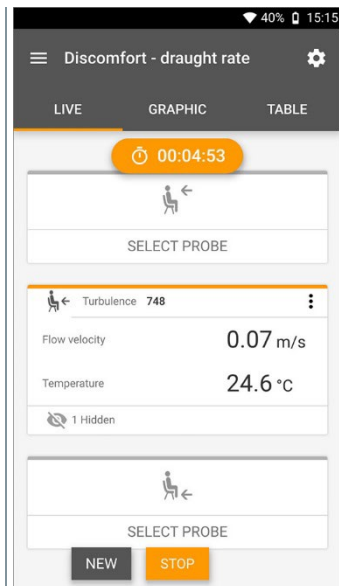 40% 15:15
Discomfort - draught rate
LIVE GRAPHIC TABLE
00:04:53
SELECT PROBE
Turbulence 748
Flow velocity 0.07 m/s
Temperature 24.6 °C
1 Hidden
SELECT PROBE
NEW STOP